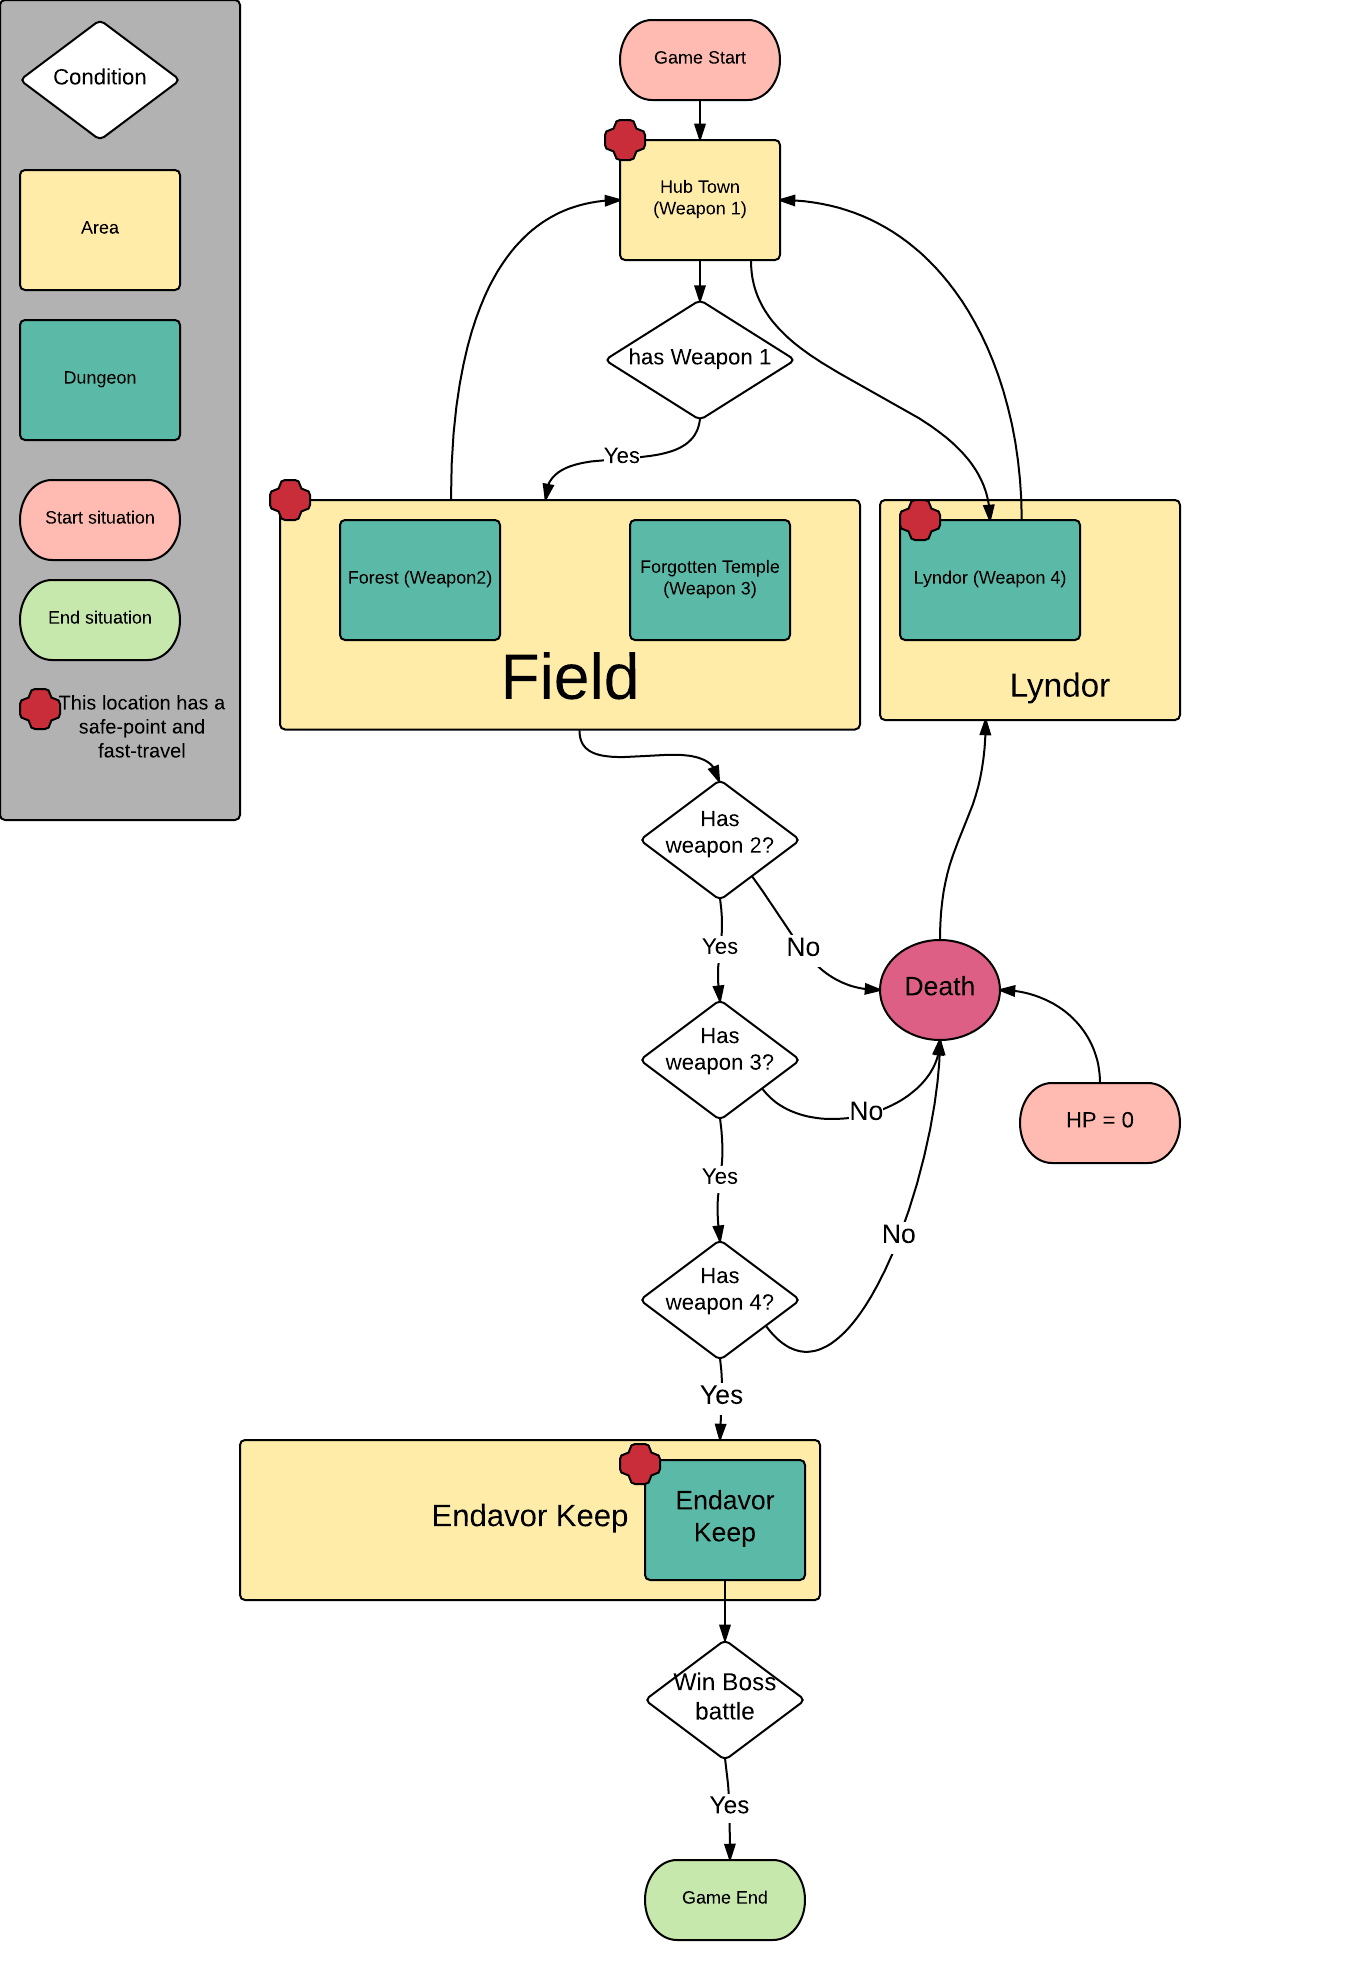 Condition
Area
Dungeon
Start situation
End situation
This location has a
safe-point and
fast-travel
Game Start
Hub Town
(Weapon 1)
has Weapon 1
Yes
Forest (Weapon2)
Forgotten Temple
(Weapon 3)
Field
Lyndor (Weapon 4)
Lyndor
Has
weapon 2?
Yes
No
Death
Has
weapon 3?
No
HP = 0
Yes
No
Has
weapon 4?
Yes
Endavor Keep
Endavor
Keep
Win Boss
battle
Yes
Game End